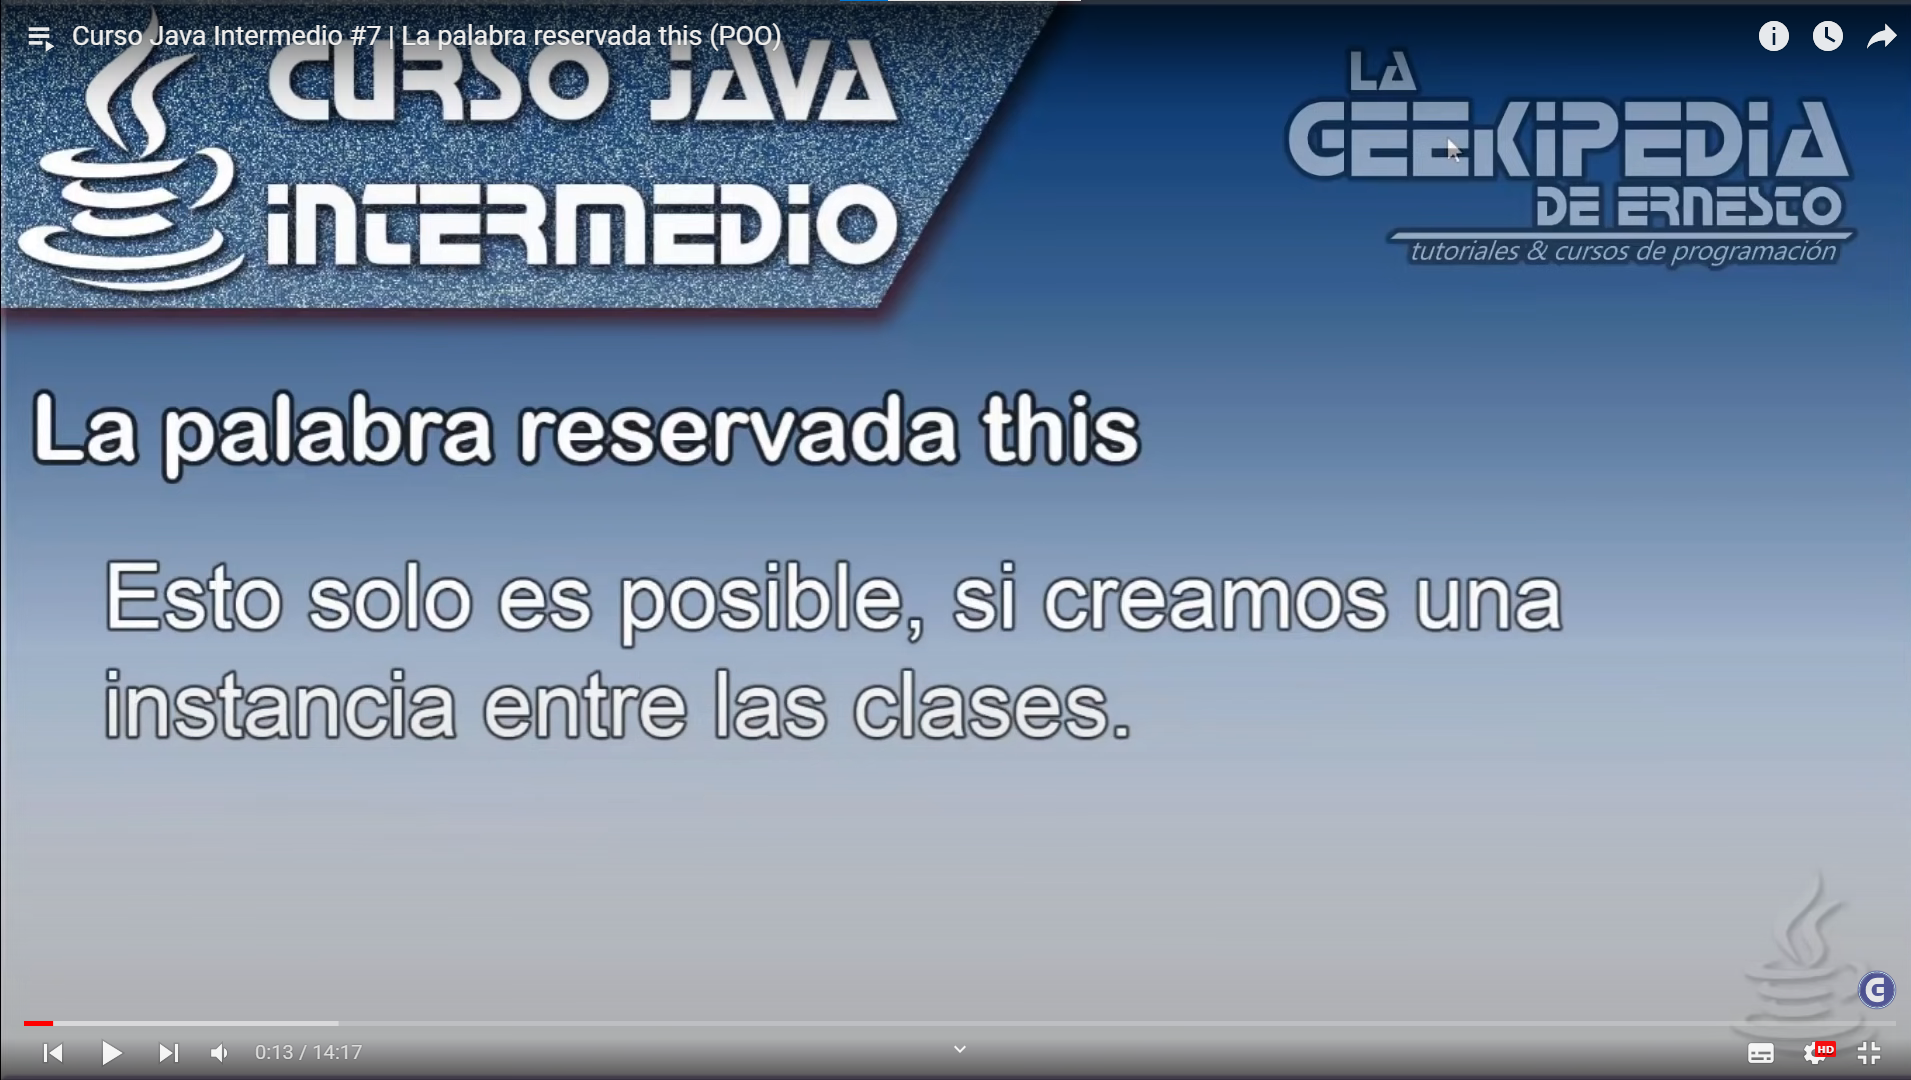 Curso Java Intermedio #7 | La palabra reservada this (POO)
CURSO JAVA
INTERMEDIO
LA
GEEKIPEDIA
DE ERNESTO
tutoriales & cursos de programación
La palabra reservada this
Esto solo es posible, si creamos una
instancia entre las clases.
G
0:13 / 14:17
HD